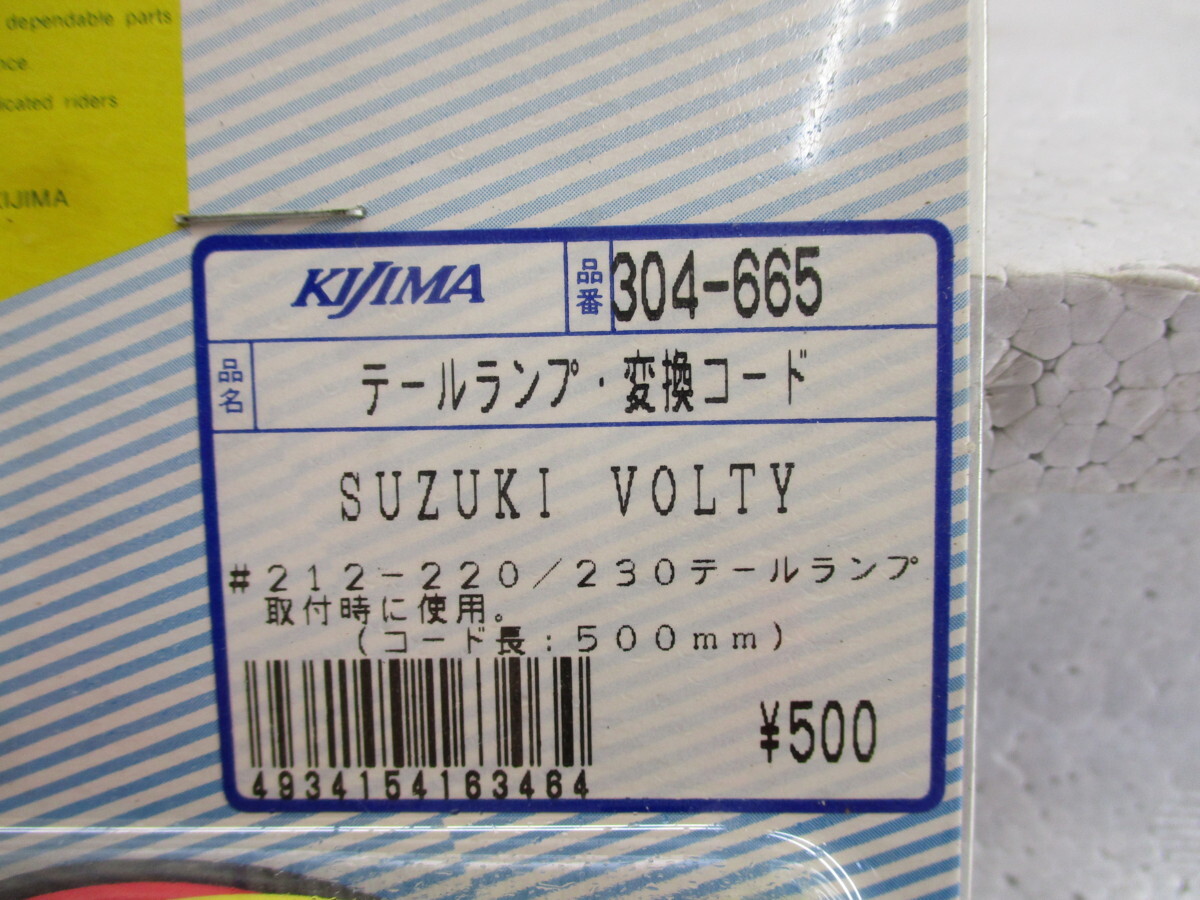 dependable parts
nce
icated riders
KIJIMA
KIJIMA 品番 304-665
品名 テールランプ・変換コード
SUZUKI VOLTY
#212-220/230テールランプ
取付時に使用。
(コード長:500mm)
¥500
4934154163464